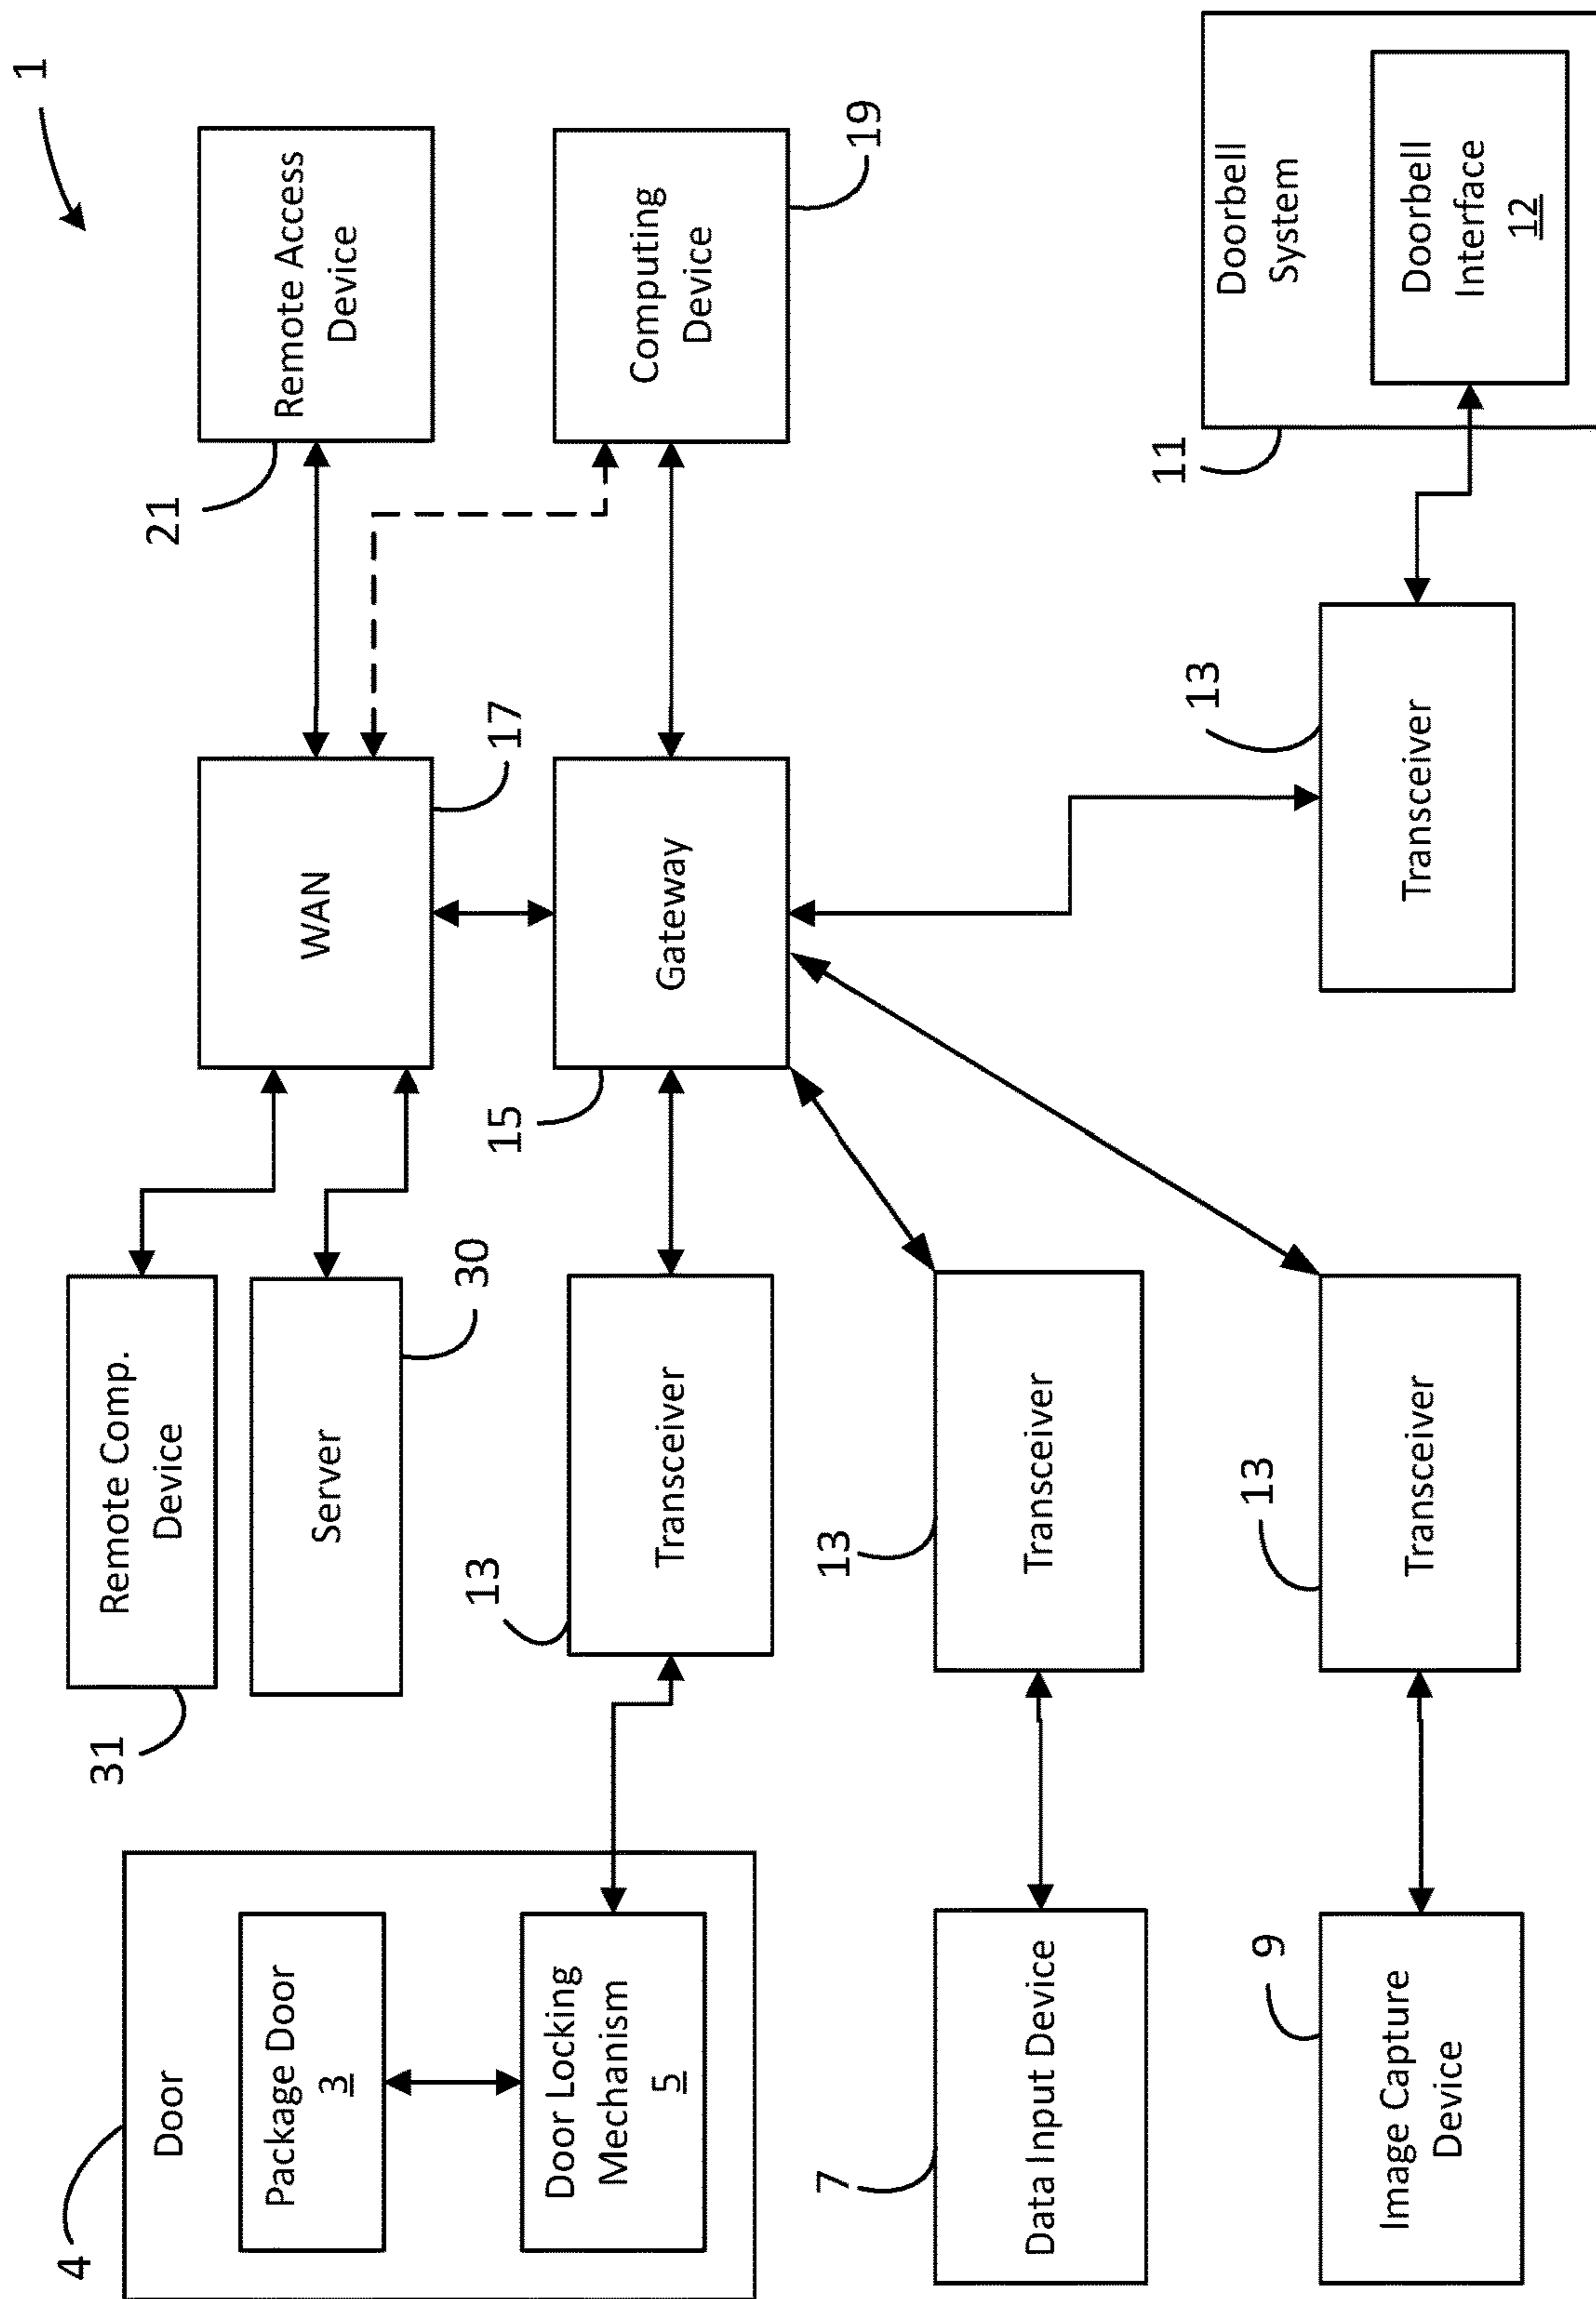 1
4
Door
Package Door
3
Door Locking
Mechanism
5
31
Remote Comp.
Device
Server
30
WAN
17
21
Remote Access
Device
13
Transceiver
15
Gateway
Computing
Device
19
7
Data Input Device
13
Transceiver
9
Image Capture
Device
13
Transceiver
13
Transceiver
11
Doorbell
System
Doorbell
Interface
12